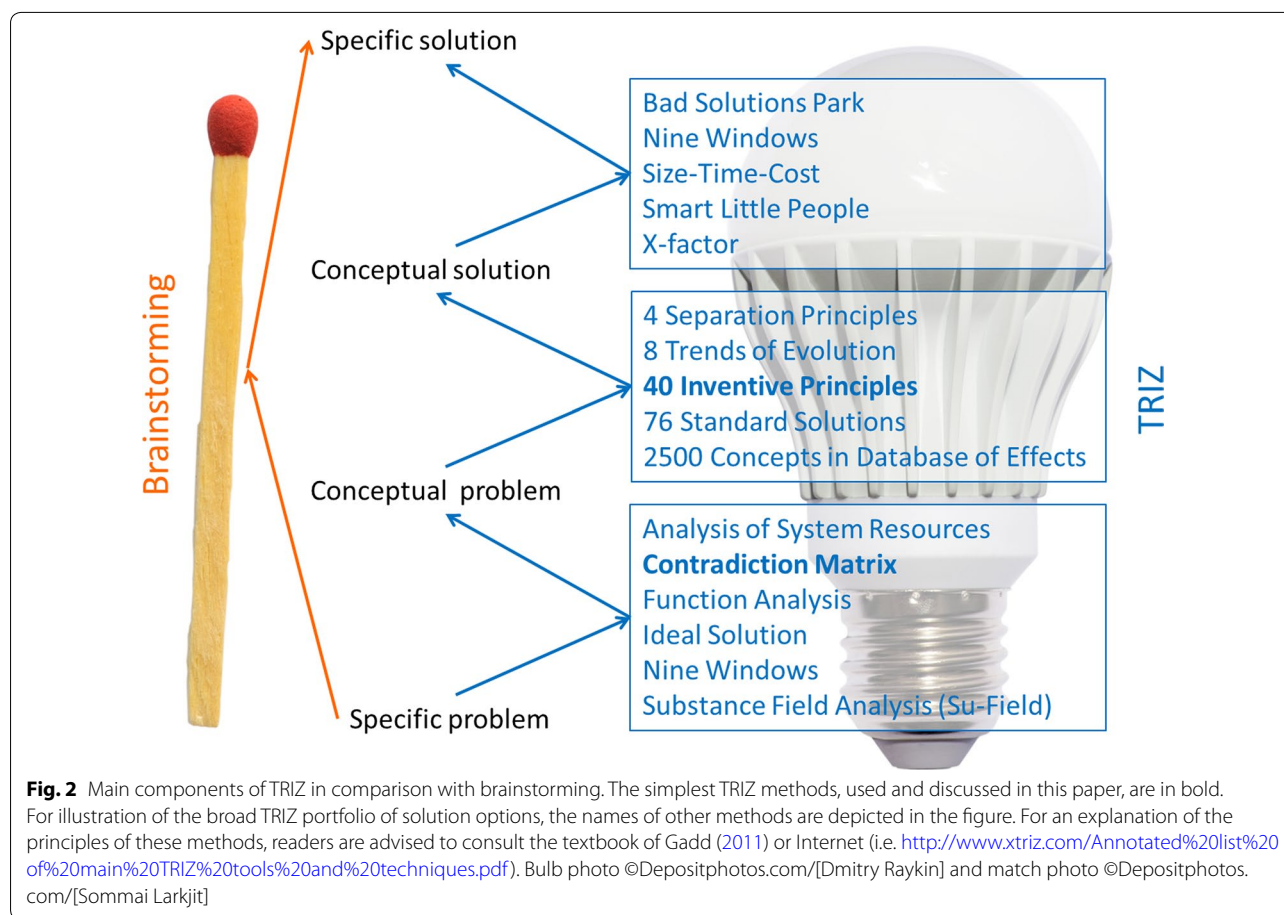 Specific solution
Bad Solutions Park
Nine Windows
Size-Time-Cost
Smart Little People
X-factor
Conceptual solution
4 Separation Principles
8 Trends of Evolution
40 Inventive Principles
76 Standard Solutions
2500 Concepts in Database of Effects
Conceptual problem
Analysis of System Resources
Contradiction Matrix
Function Analysis
Ideal Solution
Nine Windows
Substance Field Analysis (Su-Field)
Specific problem
Brainstorming
TRIZ
Fig. 2 Main components of TRIZ in comparison with brainstorming. The simplest TRIZ methods, used and discussed in this paper, are in bold.
For illustration of the broad TRIZ portfolio of solution options, the names of other methods are depicted in the figure. For an explanation of the
principles of these methods, readers are advised to consult the textbook of Gadd (2011) or Internet (i.e. http://www.xtriz.com/Annotated%20list%20
of%20main%20TRIZ%20tools%20and%20techniques.pdf). Bulb photo ©Depositphotos.com/[Dmitry Raykin] and match photo ©Depositphotos.
com/[Sommai Larkjit]